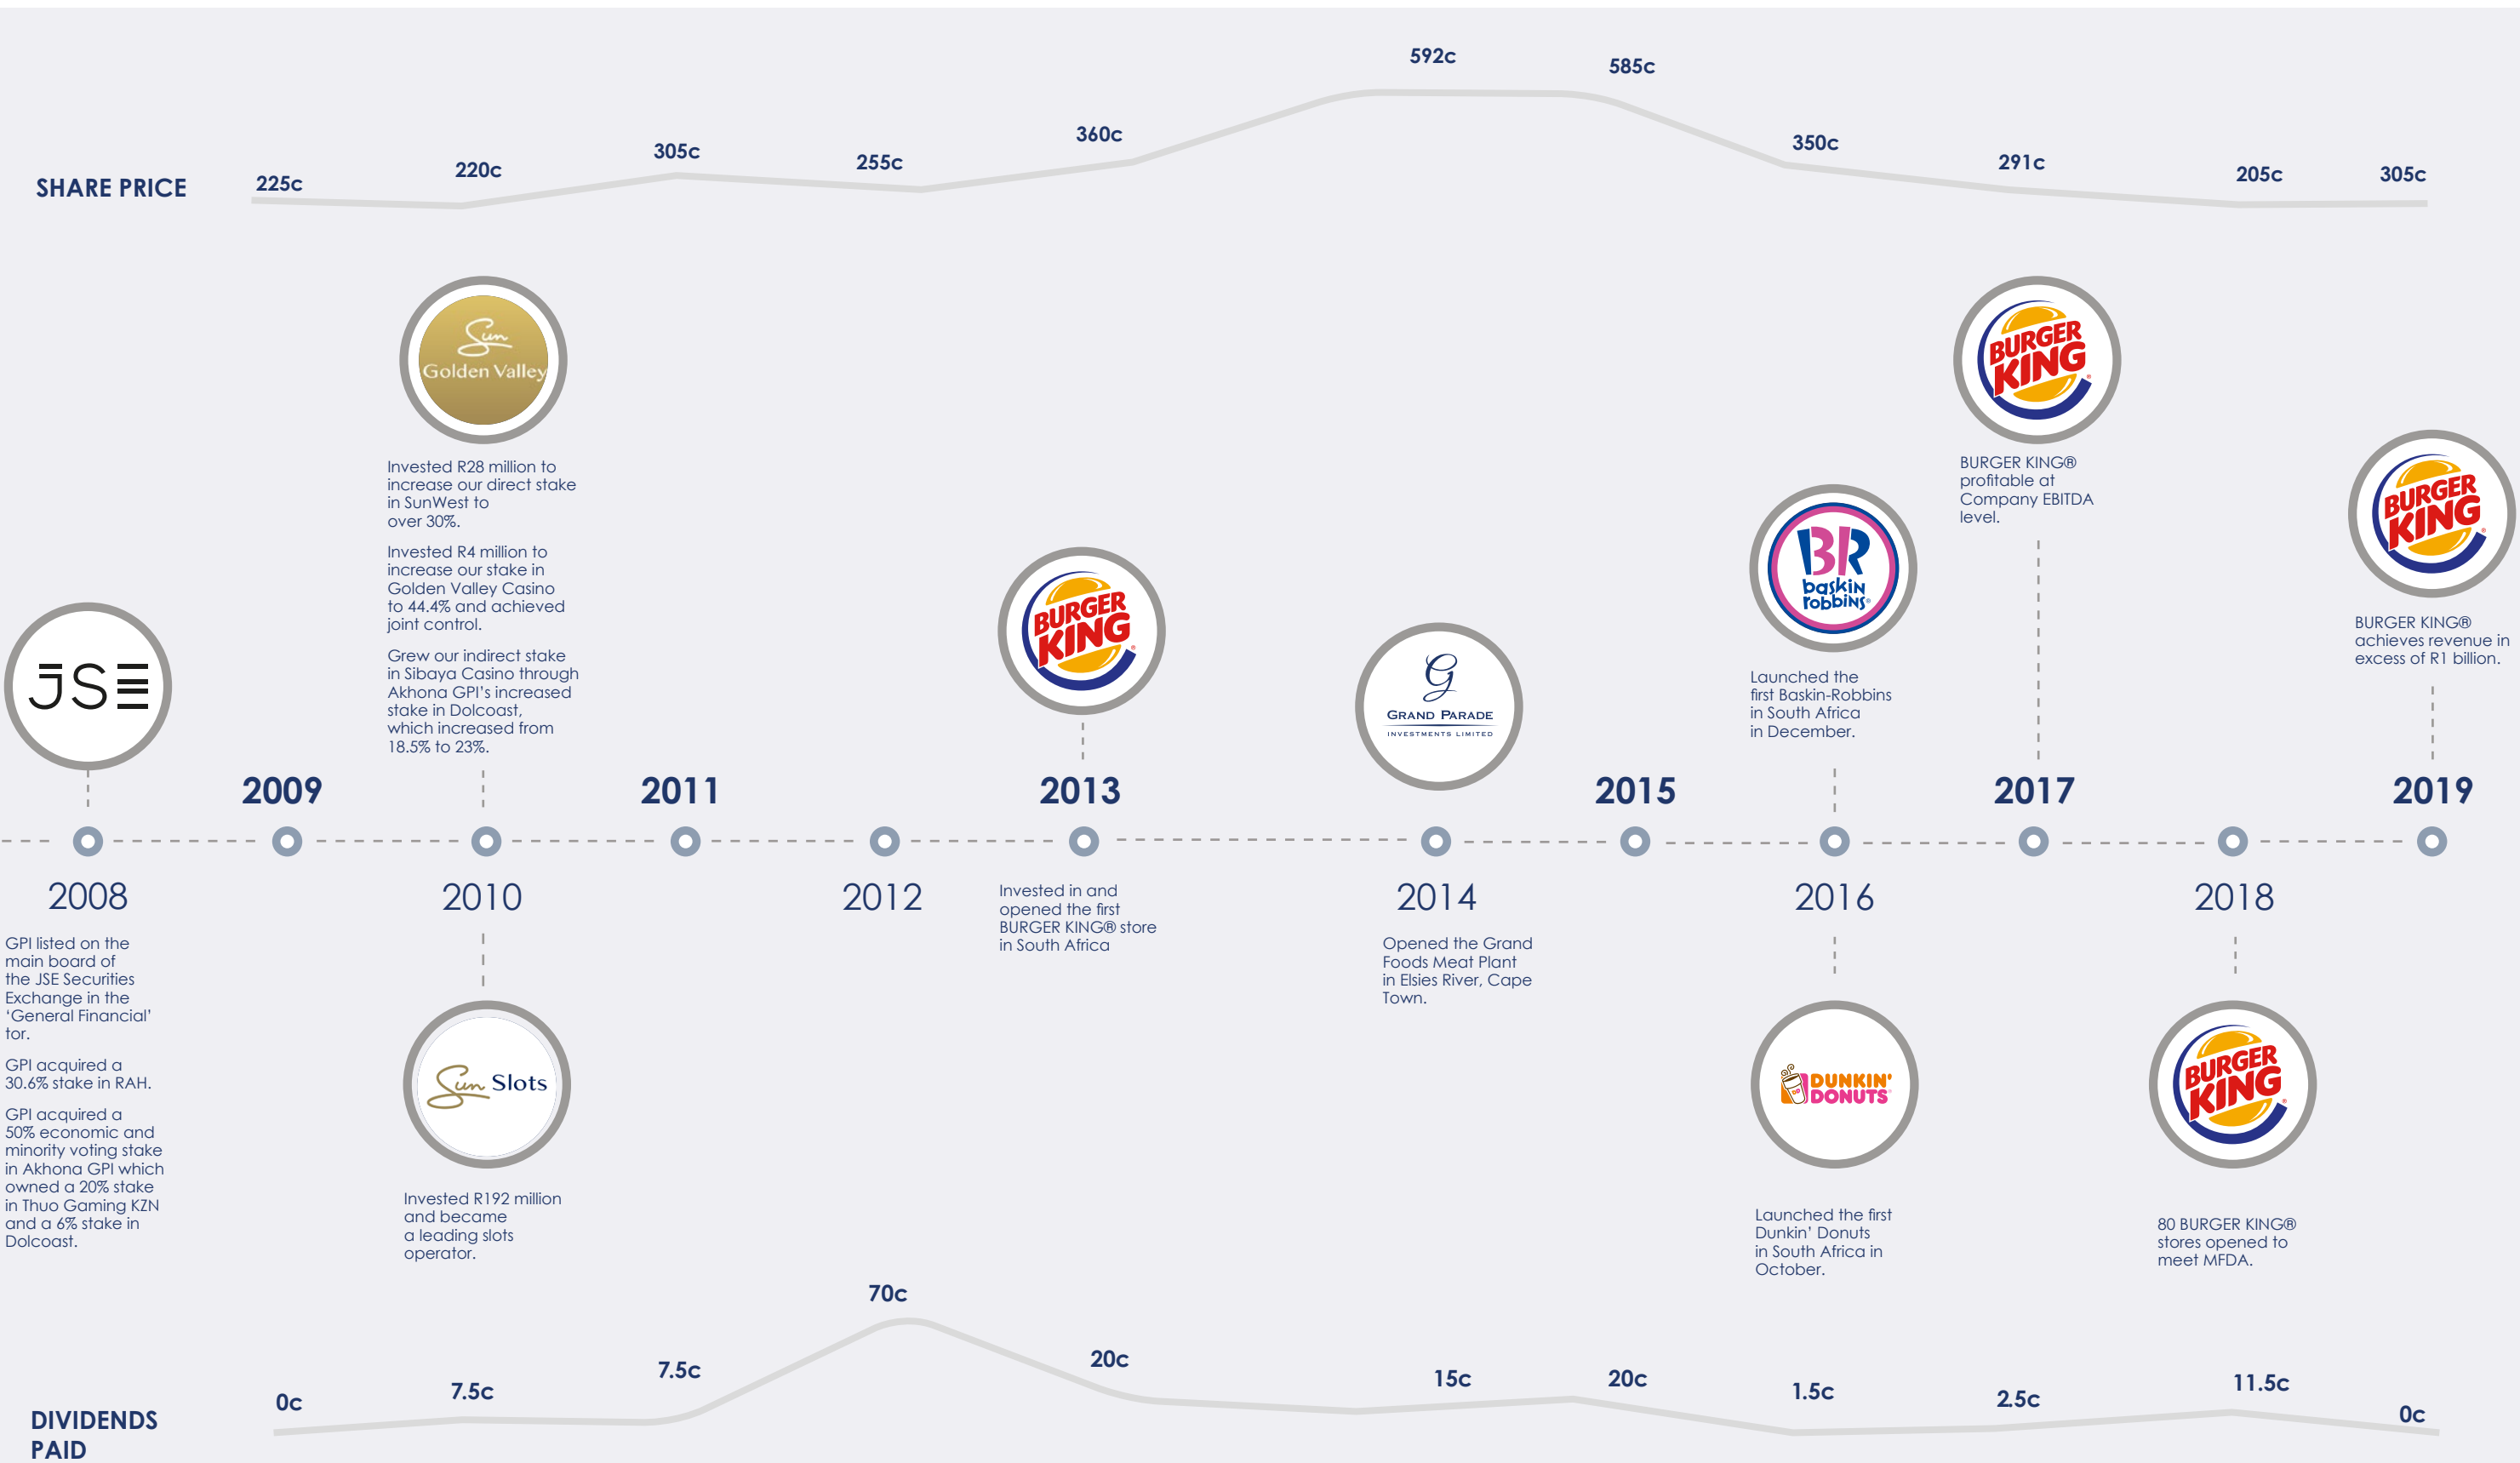 592c
585c
360c
350c
305c
291c
255c
220c
205c
305c
SHARE PRICE
225c
Sun
Golden Valley
Invested R28 million to
increase our direct stake
in SunWest to
over 30%.
Invested R4 million to
increase our stake in
Golden Valley Casino
to 44.4% and achieved
joint control.
Grew our indirect stake
in Sibaya Casino through
Akhona GPI’s increased
stake in Dolcoast,
which increased from
18.5% to 23%.
BURGER
KING®
BURGER KING®
profitable at
Company EBITDA
level.
BURGER
KING®
BURGER KING®
achieves revenue in
excess of R1 billion.
BR
baskin
robbins®
Launched the
first Baskin-Robbins
in South Africa
in December.
BURGER
KING®
JSE
G
GRAND PARADE
INVESTMENTS LIMITED
2009
2011
2013
2015
2017
2019
2008
2010
2012
2014
2016
2018
GPI listed on the
main board of
the JSE Securities
Exchange in the
‘General Financial’
tor.
GPI acquired a
30.6% stake in RAH.
GPI acquired a
50% economic and
minority voting stake
in Akhona GPI which
owned a 20% stake
in Thuo Gaming KZN
and a 6% stake in
Dolcoast.
Sun Slots
Invested R192 million
and became
a leading slots
operator.
Invested in and
opened the first
BURGER KING® store
in South Africa
Opened the Grand
Foods Meat Plant
in Elsies River, Cape
Town.
DD
DUNKIN'
DONUTS
Launched the first
Dunkin’ Donuts
in South Africa in
October.
BURGER
KING®
80 BURGER KING®
stores opened to
meet MFDA.
70c
20c
7.5c
15c
20c
7.5c
1.5c
2.5c
11.5c
0c
0c
DIVIDENDS
PAID